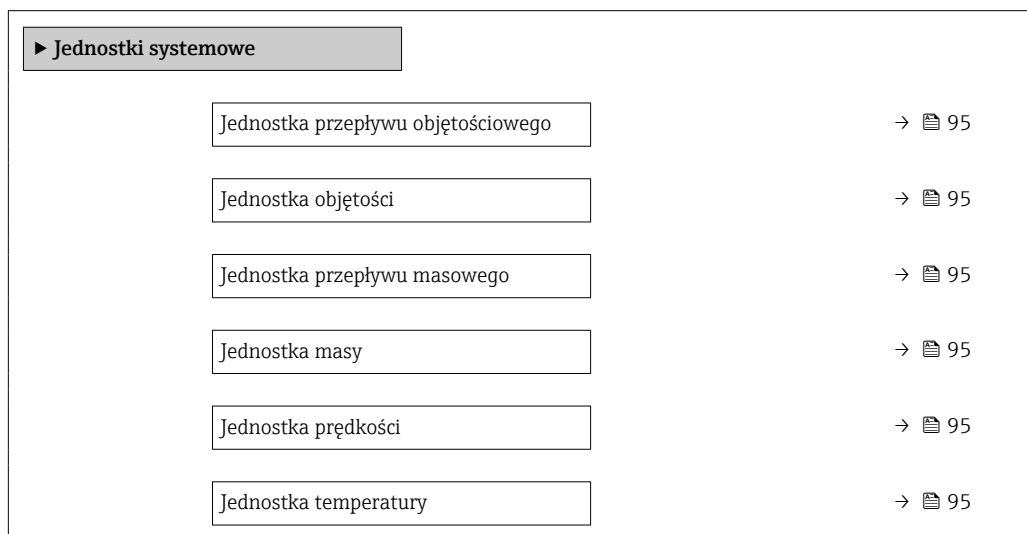 ▶ Jednostki systemowe
Jednostka przepływu objętościowego → 95
Jednostka objętości → 95
Jednostka przepływu masowego → 95
Jednostka masy → 95
Jednostka prędkości → 95
Jednostka temperatury → 95